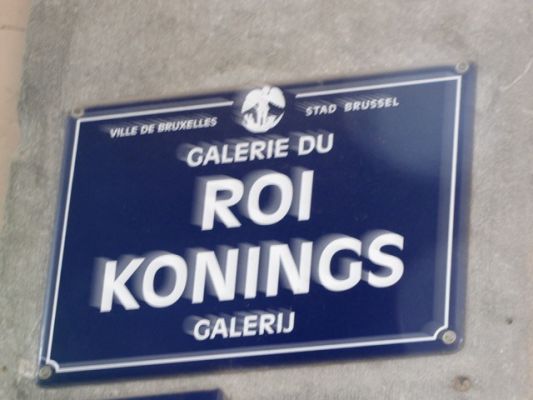 VILLE DE BRUXELLES STAD BRUSSEL
GALERIE DU
ROI
KONINGS
GALERIJ